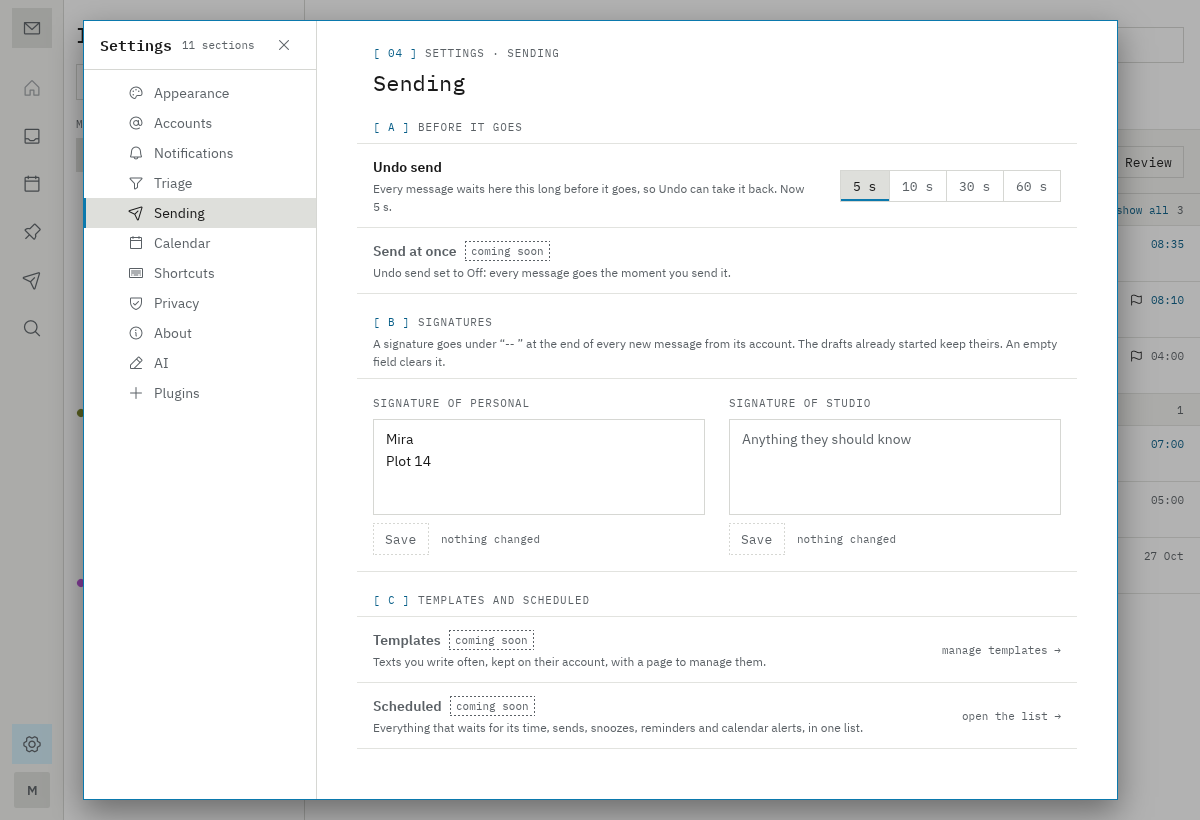 Settings 11 sections
Appearance
Accounts
Notifications
Triage
Sending
Calendar
Shortcuts
Privacy
About
AI
Plugins
[ 04 ] SETTINGS · SENDING
Sending
[ A ] BEFORE IT GOES
Undo send
Every message waits here this long before it goes, so Undo can take it back. Now
5 s.
5 s 10 s 30 s 60 s
Send at once coming soon
Undo send set to Off: every message goes the moment you send it.
[ B ] SIGNATURES
A signature goes under “-- ” at the end of every new message from its account. The drafts already started keep theirs. An empty
field clears it.
SIGNATURE OF PERSONAL
Mira
Plot 14
Save nothing changed
SIGNATURE OF STUDIO
Anything they should know
Save nothing changed
[ C ] TEMPLATES AND SCHEDULED
Templates coming soon
Texts you write often, kept on their account, with a page to manage them.
manage templates →
Scheduled coming soon
Everything that waits for its time, sends, snoozes, reminders and calendar alerts, in one list.
open the list →
Review
show all 3
08:35
08:10
04:00
1
07:00
05:00
27 Oct
M